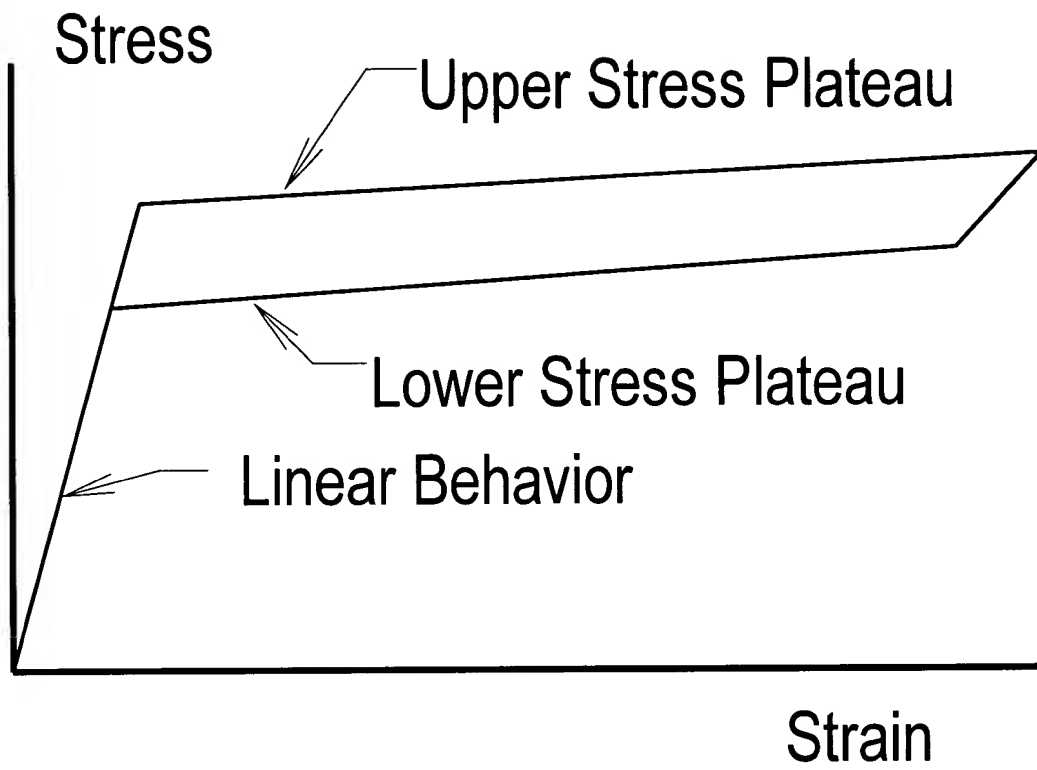 Stress
Upper Stress Plateau
Lower Stress Plateau
Linear Behavior
Strain